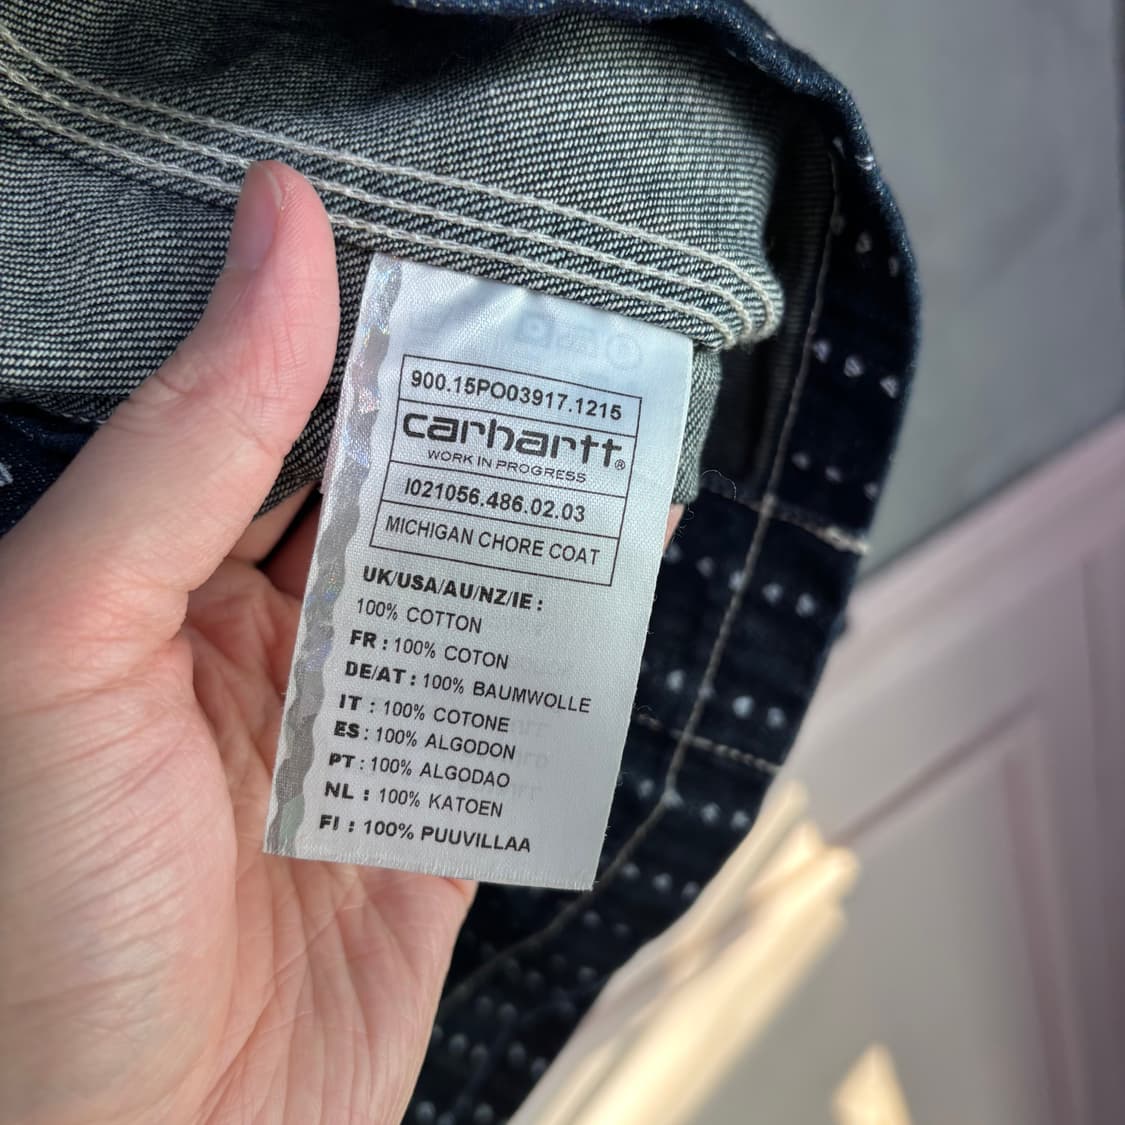 900.15PO03917.1215
carhartt®
WORK IN PROGRESS
I021056.486.02.03
MICHIGAN CHORE COAT
UK/USA/AU/NZ/IE :
100% COTTON
FR : 100% COTON
DE/AT : 100% BAUMWOLLE
IT : 100% COTONE
ES : 100% ALGODON
PT : 100% ALGODAO
NL : 100% KATOEN
FI : 100% PUUVILLAA